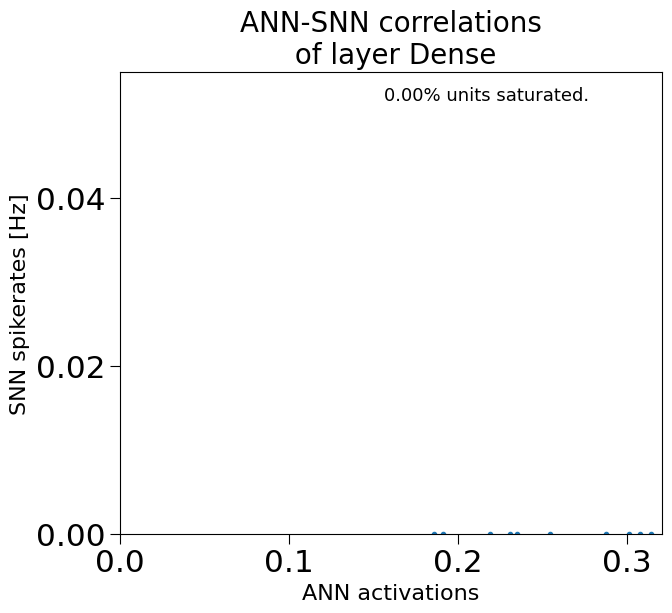 ANN-SNN correlations
of layer Dense
0.00% units saturated.
SNN spikerates [Hz]
0.04
0.02
0.00
0.0 0.1 0.2 0.3
ANN activations